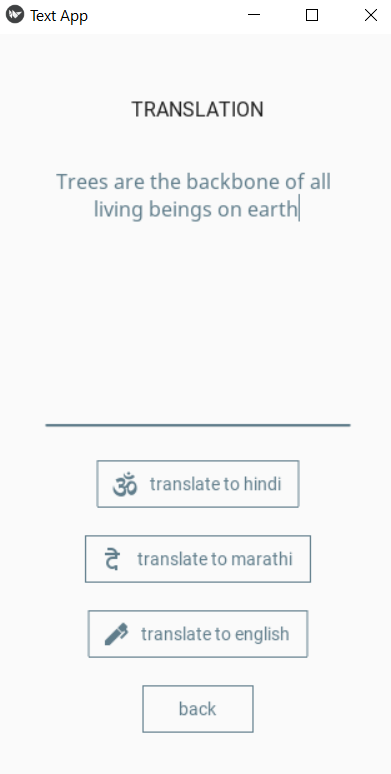 Text App
TRANSLATION
Trees are the backbone of all
living beings on earth
ॐ translate to hindi
translate to marathi
translate to english
back